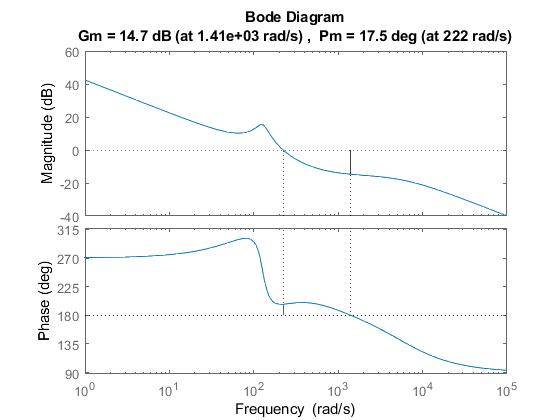 Bode Diagram
Gm = 14.7 dB (at 1.41e+03 rad/s) , Pm = 17.5 deg (at 222 rad/s)
60
40
20
0
-20
-40
Magnitude (dB)
315
270
225
180
135
90
Phase (deg)
10^0 10^1 10^2 10^3 10^4 10^5
Frequency (rad/s)